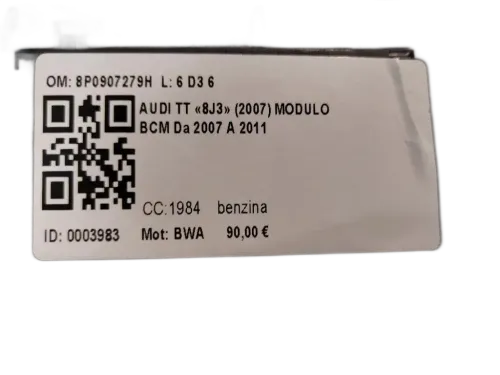 OM: 8P0907279H L: 6 D3 6
AUDI TT «8J3» (2007) MODULO
BCM Da 2007 A 2011
CC:1984 benzina
ID: 0003983 Mot: BWA 90,00 €